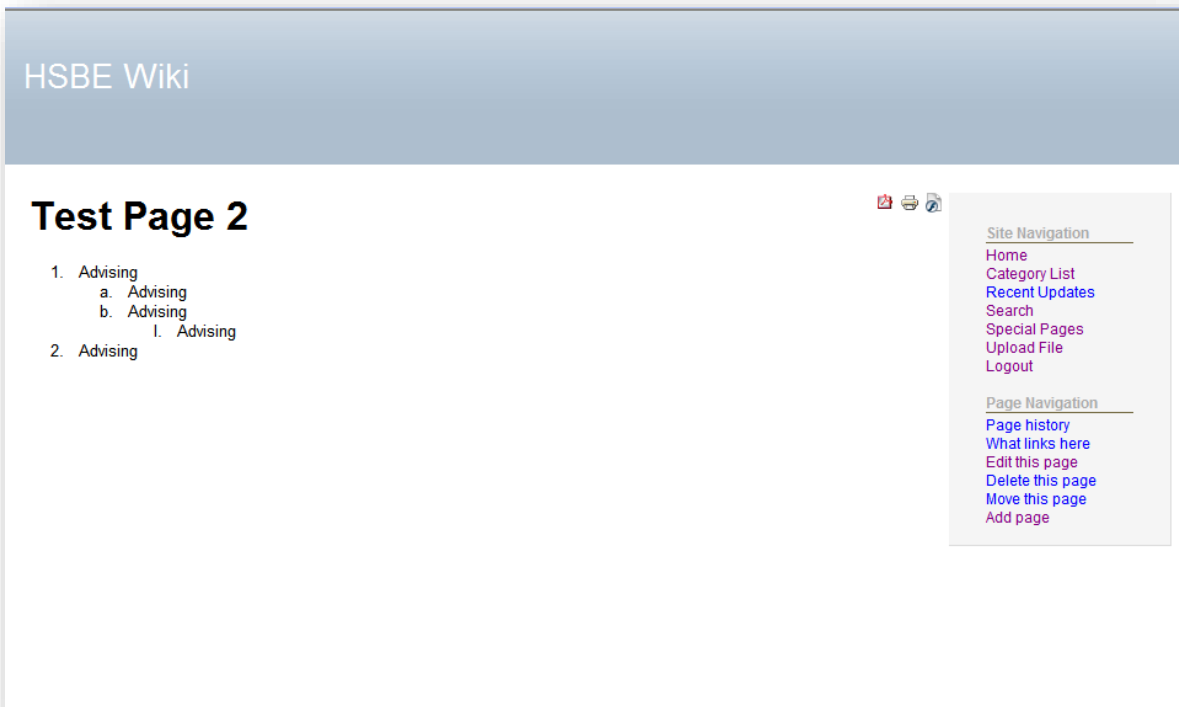 HSBE Wiki
Test Page 2
1. Advising
a. Advising
b. Advising
I. Advising
2. Advising
Site Navigation
Home
Category List
Recent Updates
Search
Special Pages
Upload File
Logout
Page Navigation
Page history
What links here
Edit this page
Delete this page
Move this page
Add page